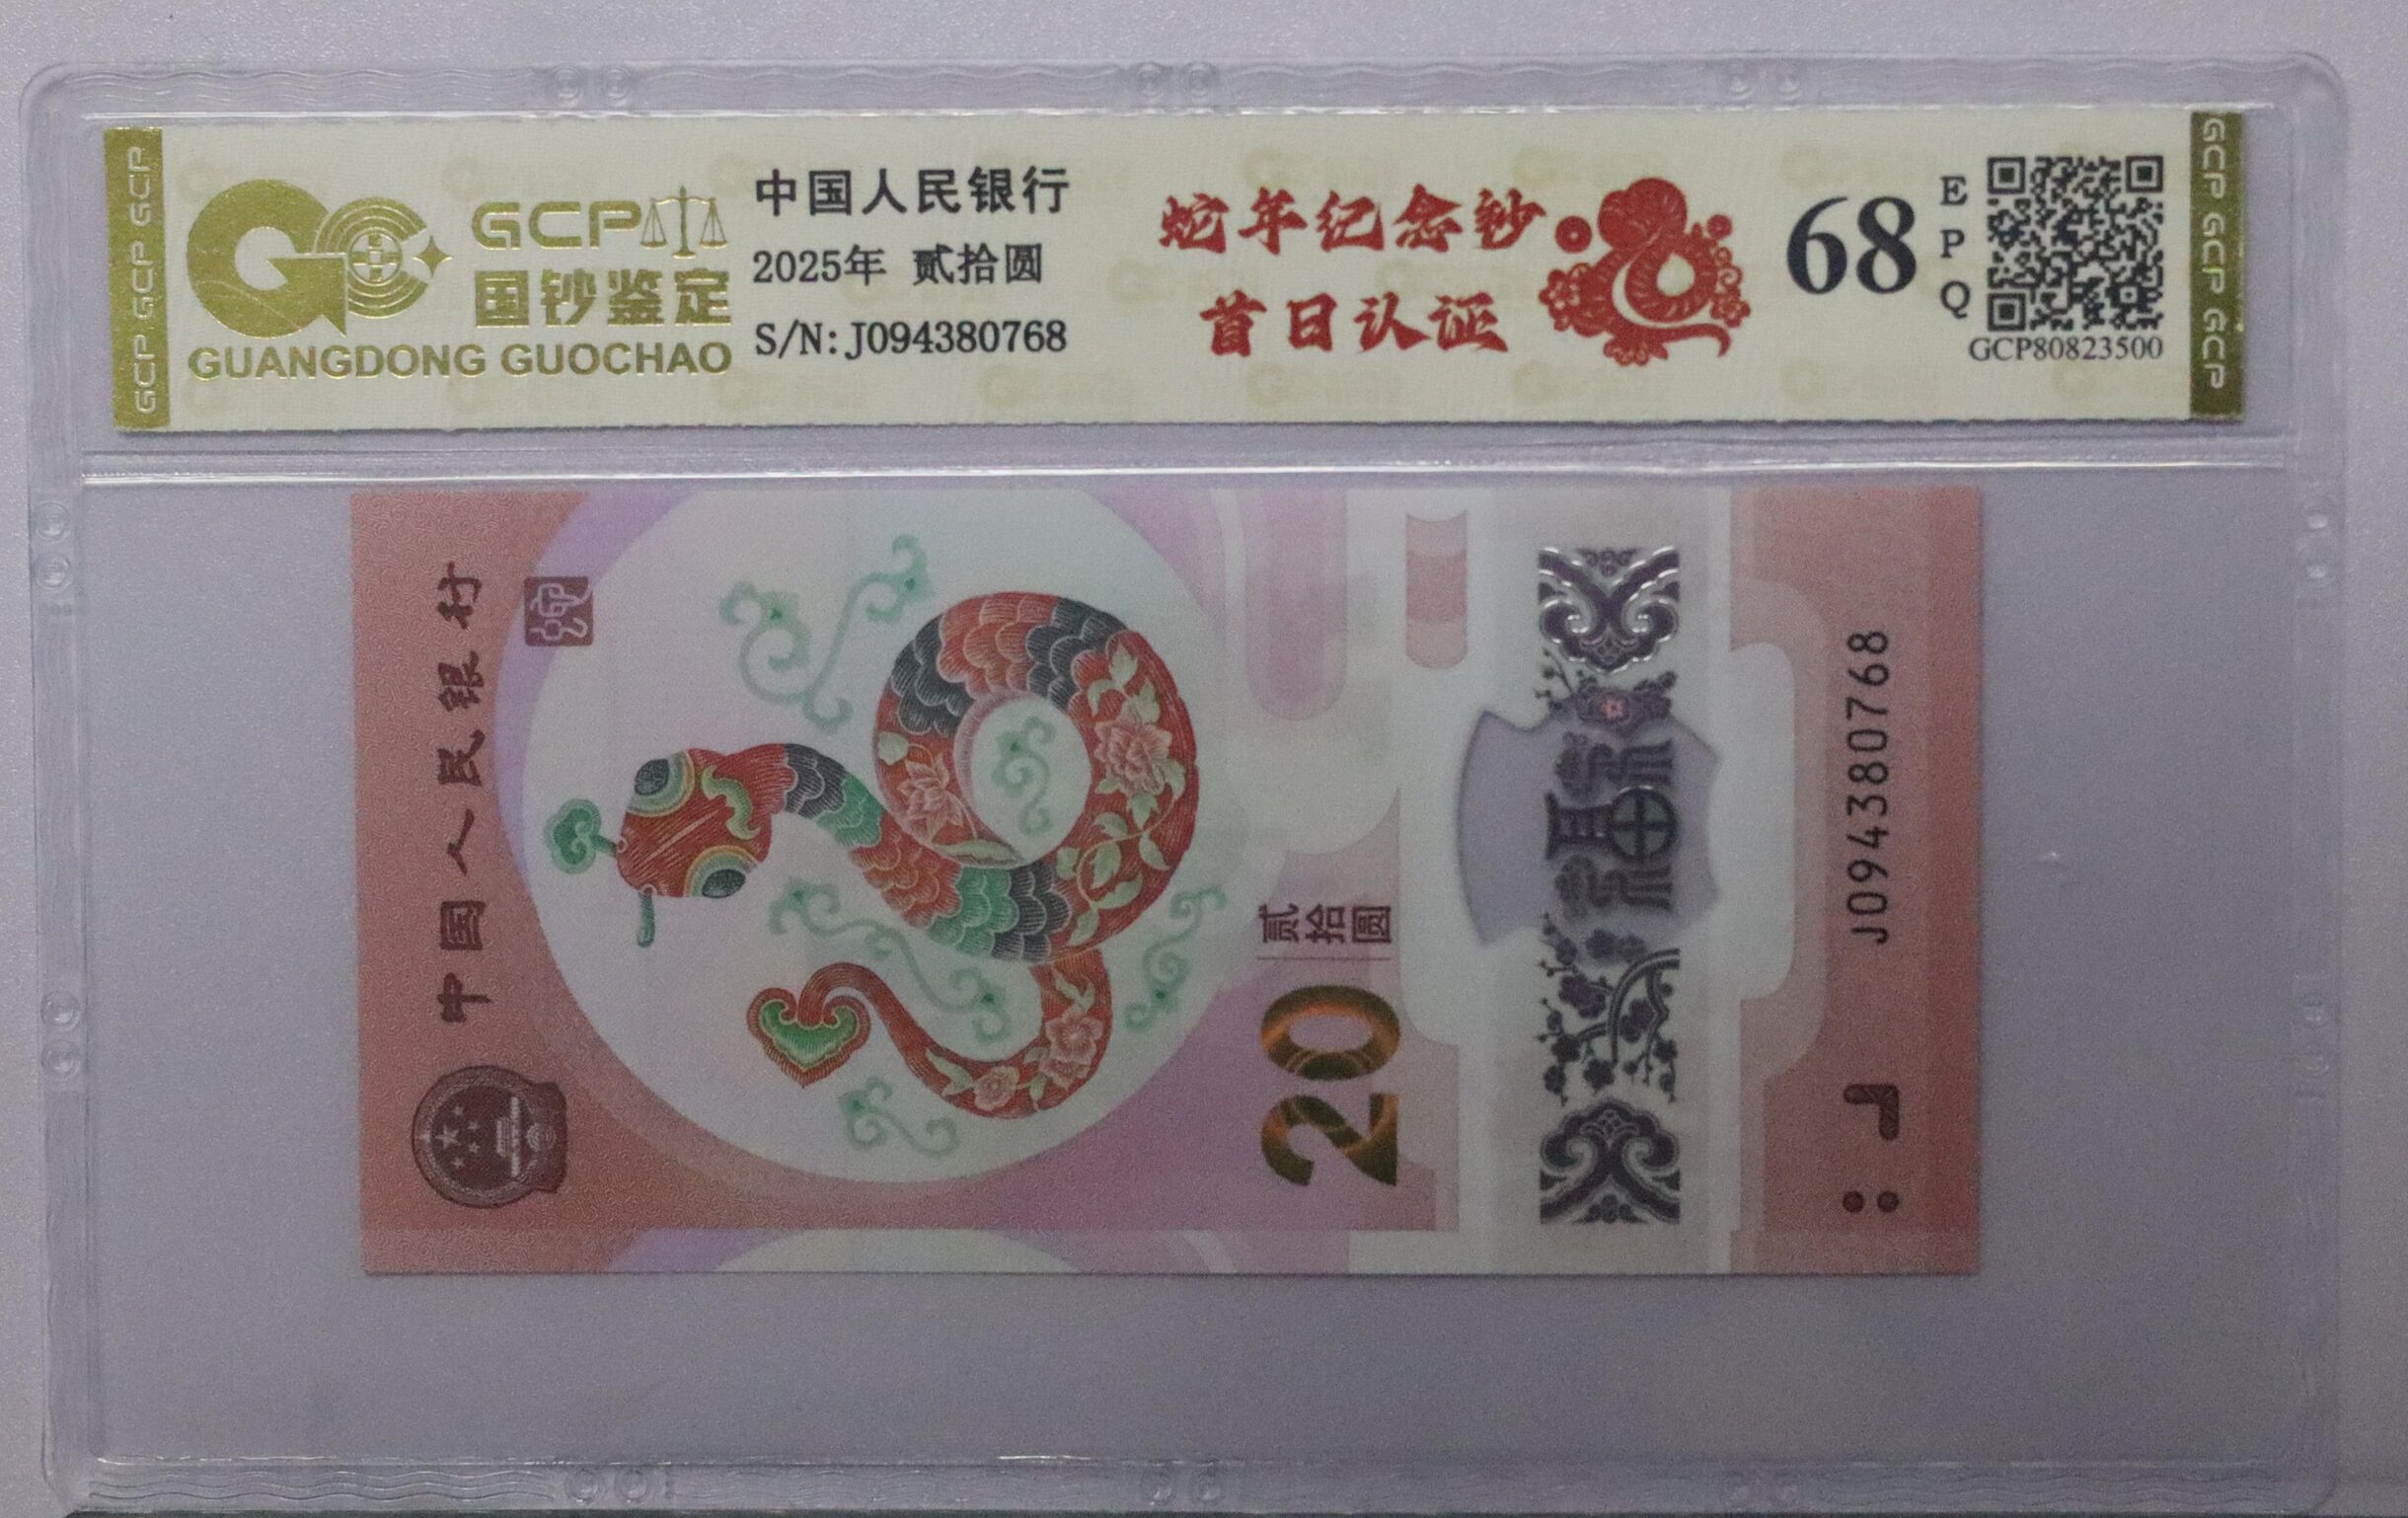 GCP GCP GCP
GCP
国钞鉴定
GUANGDONG GUOCHAO
中国人民银行
2025年 贰拾圆
S/N: J094380768
蛇年纪念钞
首日认证
68
EPQ
GCP80823500
GCP GCP GCP
中国人民银行
贰拾圆
20
福
J094380768